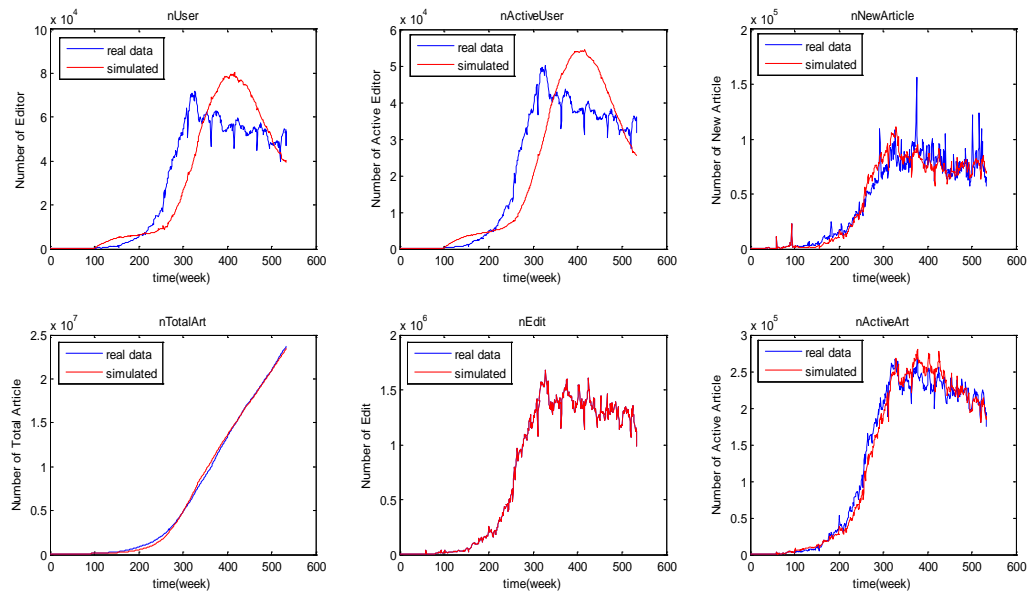 nUser
x 10^4
10
8
6
4
2
0
Number of Editor
real data
simulated
0 100 200 300 400 500 600
time(week)
nActiveUser
x 10^4
6
5
4
3
2
1
0
Number of Active Editor
real data
simulated
0 100 200 300 400 500 600
time(week)
nNewArticle
x 10^5
2
1.5
1
0.5
0
Number of New Article
real data
simulated
0 100 200 300 400 500 600
time(week)
nTotalArt
x 10^7
2.5
2
1.5
1
0.5
0
Number of Total Article
real data
simulated
0 100 200 300 400 500 600
time(week)
nEdit
x 10^6
2
1.5
1
0.5
0
Number of Edit
real data
simulated
0 100 200 300 400 500 600
time(week)
nActiveArt
x 10^5
3
2.5
2
1.5
1
0.5
0
Number of Active Article
real data
simulated
0 100 200 300 400 500 600
time(week)